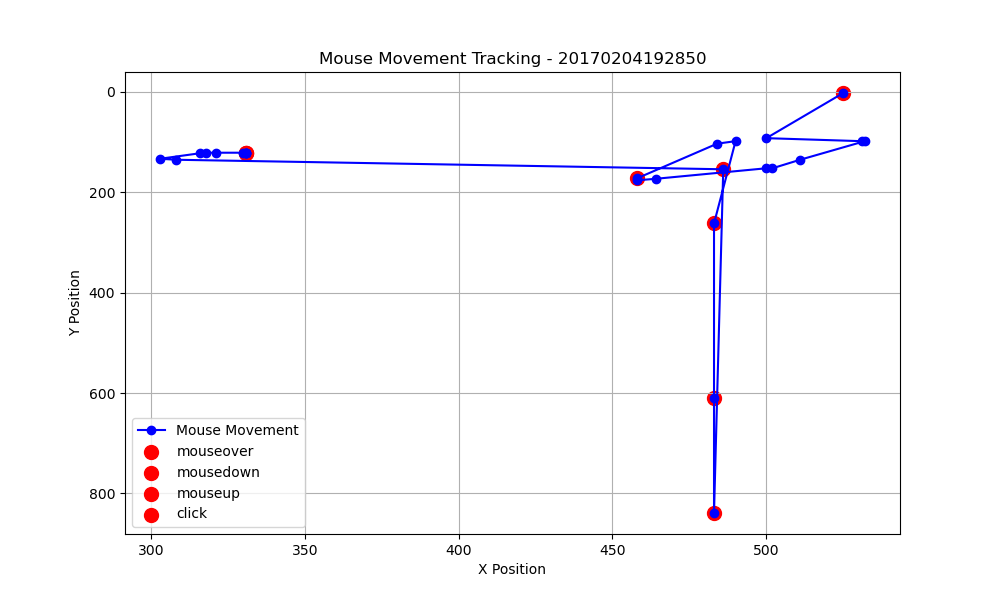 Mouse Movement Tracking - 20170204192850
0
200
400
600
800
Y Position
Mouse Movement
mouseover
mousedown
mouseup
click
300
350
400
450
500
X Position